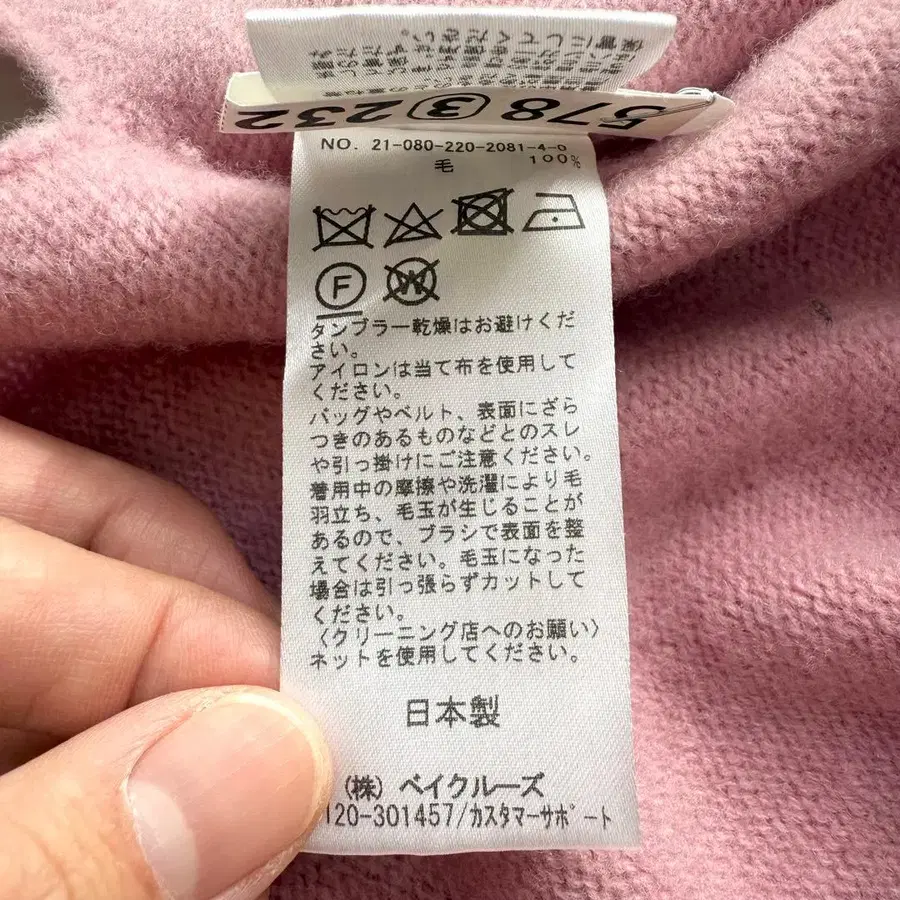 578③232
NO. 21-080-220-2081-4-0
毛 100%
F
W
タンブラー乾燥はお避けくだ
さい。
アイロンは当て布を使用して
ください。
バッグやベルト、表面にざら
つきのあるものなどとのスレ
や引っ掛けにご注意ください。
着用中の摩擦や洗濯により毛
羽立ち、毛玉が生じることが
あるので、ブラシで表面を整
えてください。毛玉になった
場合は引っ張らずカットして
ください。
〈クリーニング店へのお願い〉
ネットを使用してください。
日本製
(株) ベイクルーズ
120-301457/カスタマーサポート